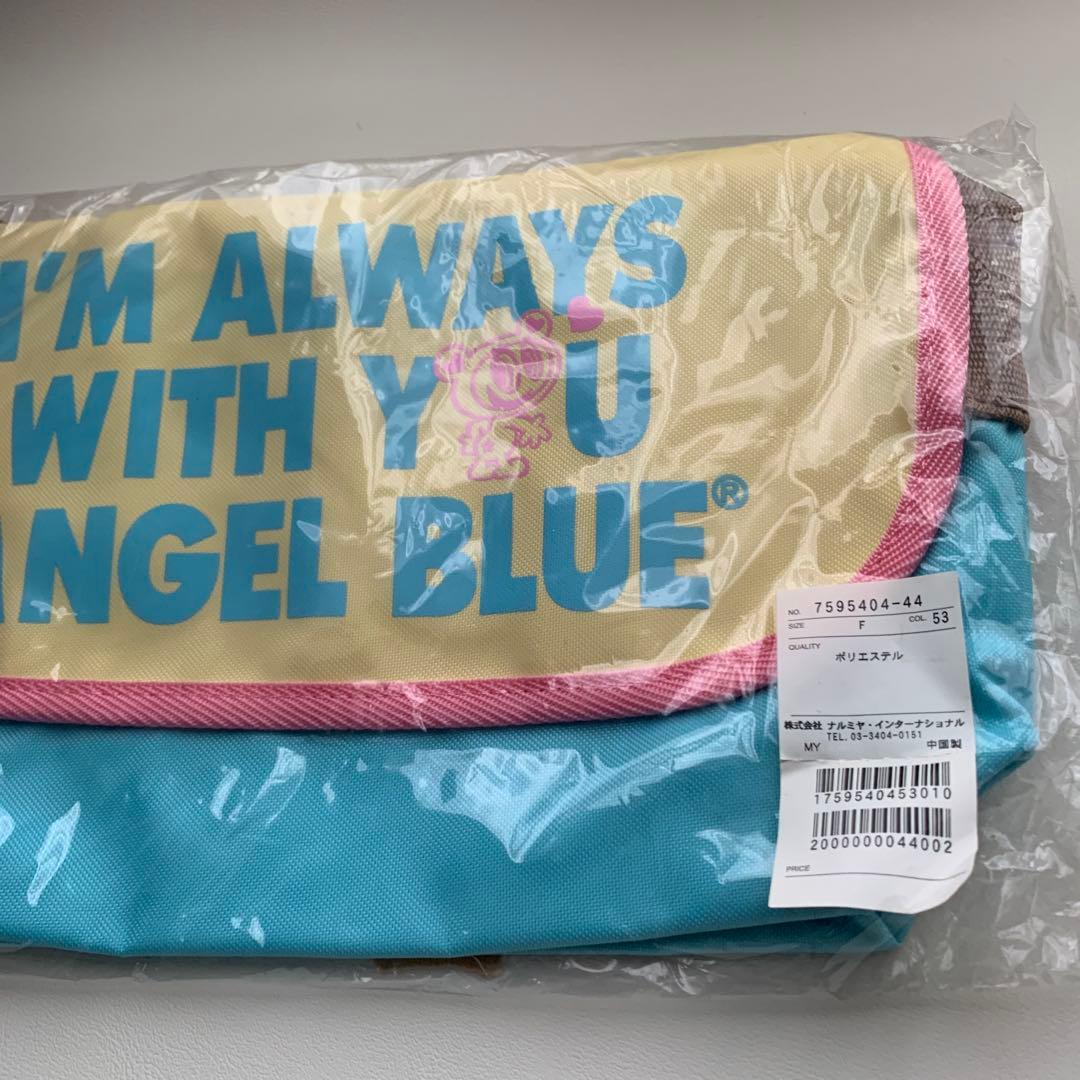 I'M ALWAYS
WITH Y U
ANGEL BLUE®
NO. 7595404-44
SIZE F COL. 53
QUALITY
ポリエステル
株式会社 ナルミヤ・インターナショナル
TEL. 03-3404-0151
MY 中国製
1759540453010
2000000044002
PRICE